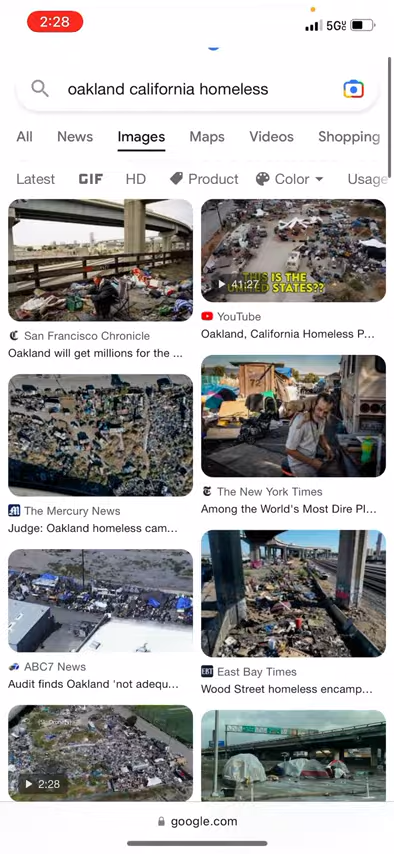 2:28
5G
oakland california homeless
All News Images Maps Videos Shopping
Latest GIF HD Product Color Usage
41:27
THIS IS THE
UNITED STATES??
San Francisco Chronicle
Oakland will get millions for the ...
YouTube
Oakland, California Homeless P...
The Mercury News
Judge: Oakland homeless cam...
The New York Times
Among the World's Most Dire Pl...
ABC7 News
Audit finds Oakland 'not adequ...
EBT
East Bay Times
Wood Street homeless encamp...
2:28
google.com